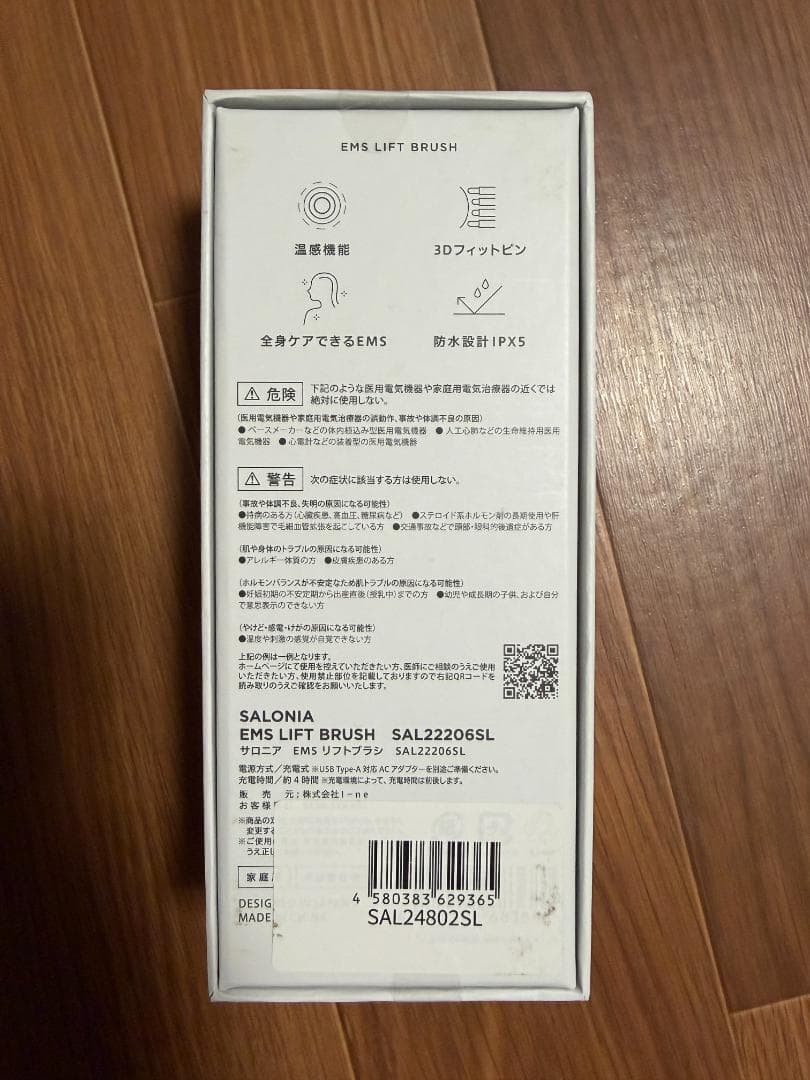 EMS LIFT BRUSH
温感機能
3Dフィットピン
全身ケアできるEMS
防水設計IPX5
危険 下記のような医用電気機器や家庭用電気治療器の近くでは
絶対に使用しない。
(医用電気機器や家庭用電気治療器の誤動作、事故や体調不良の原因)
●ペースメーカーなどの体内植込み型医用電気機器 ●人工心肺などの生命維持用医用
電気機器 ●心電計などの装着型の医用電気機器
警告 次の症状に該当する方は使用しない。
(事故や体調不良、失明の原因になる可能性)
●持病のある方(心臓疾患、高血圧、糖尿病など) ●ステロイド系ホルモン剤の長期使用や肝
機能障害で毛細血管拡張を起こしている方 ●交通事故などで頭部・眼科的後遺症がある方
(肌や身体のトラブルの原因になる可能性)
●アレルギー体質の方 ●皮膚疾患のある方
(ホルモンバランスが不安定なため肌トラブルの原因になる可能性)
●妊娠初期の不安定期から出産直後(授乳中)までの方 ●幼児や成長期の子供、および自分
で意思表示のできない方
(やけど・感電・けがの原因になる可能性)
●温度や刺激の感覚が自覚できない方
上記の例は一例となります。
ホームページにて使用を控えていただきたい方、医師にご相談のうえご使用
いただきたい方、使用禁止部位を記載しておりますので右記QRコードを
読み取りのうえご確認をお願いいたします。
SALONIA
EMS LIFT BRUSH SAL22206SL
サロニア EMS リフトブラシ SAL22206SL
電源方式/充電式 ※USB Type-A 対応 AC アダプターを別途ご準備ください。
充電時間/約4時間 ※充電環境によって、充電時間は前後します。
販売元;株式会社I-ne
お客様
※商品の
変更する
※ご使用
うえ正し
家庭
DESIG
MADE
4 580383 629365
SAL24802SL